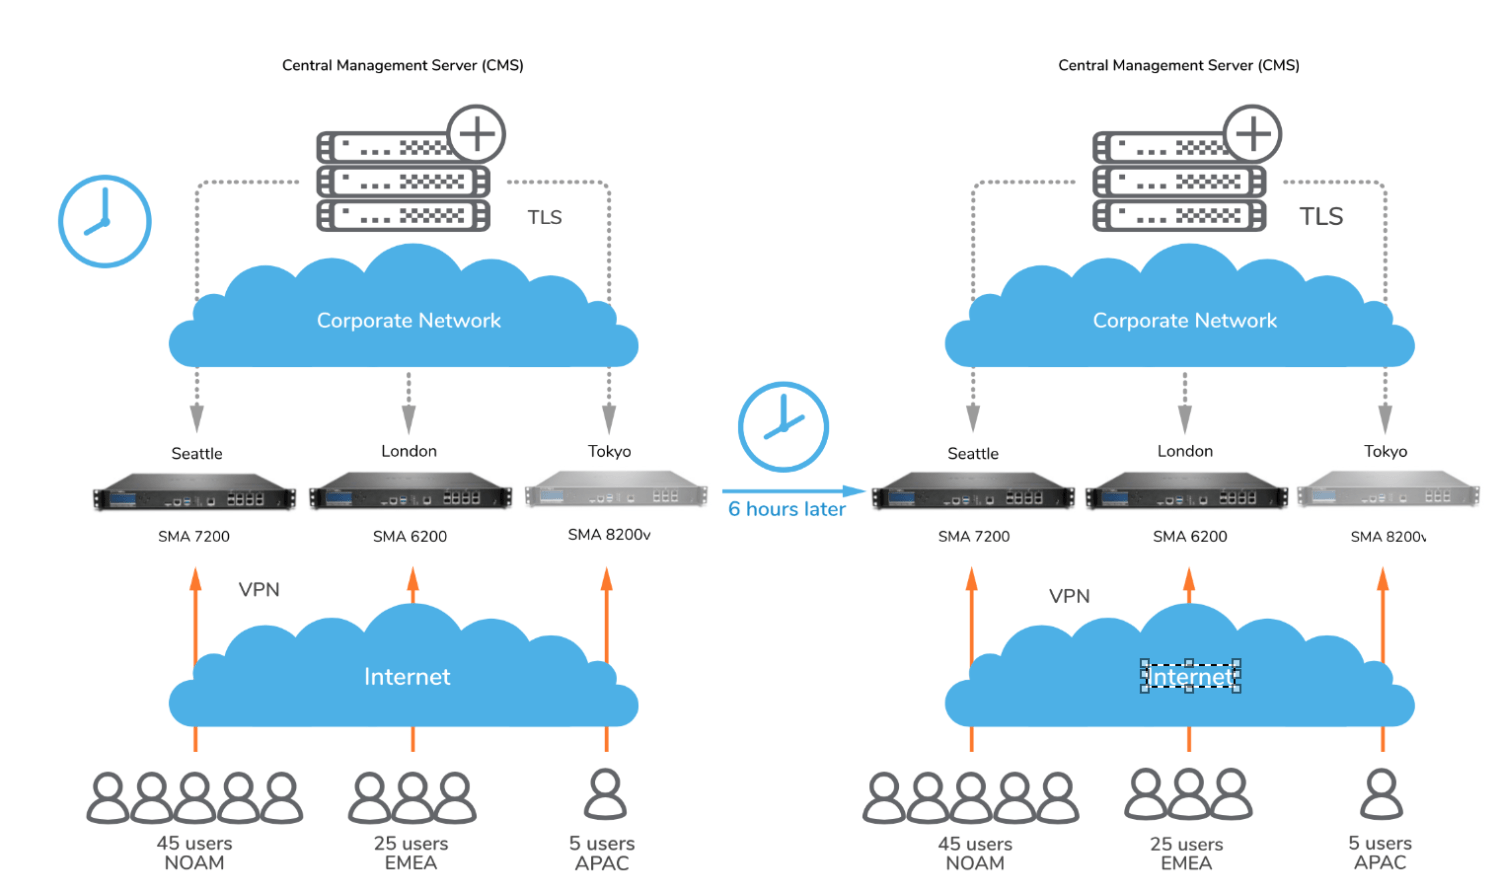 Central Management Server (CMS)
Central Management Server (CMS)
TLS
TLS
Corporate Network
Corporate Network
Seattle
London
Tokyo
Seattle
London
Tokyo
6 hours later
SMA 7200
SMA 6200
SMA 8200v
SMA 7200
SMA 6200
SMA 8200v
VPN
VPN
Internet
Internet
45 users
NOAM
25 users
EMEA
5 users
APAC
45 users
NOAM
25 users
EMEA
5 users
APAC